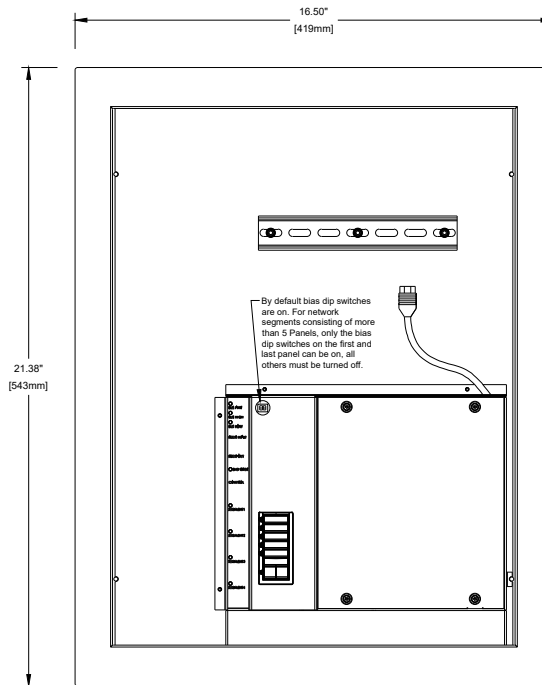 16.50"
[419mm]
By default bias dip switches
are on. For network
segments consisting of more
than 5 Panels, only the bias
dip switches on the first and
last panel can be on, all
others must be turned off.
21.38"
[543mm]